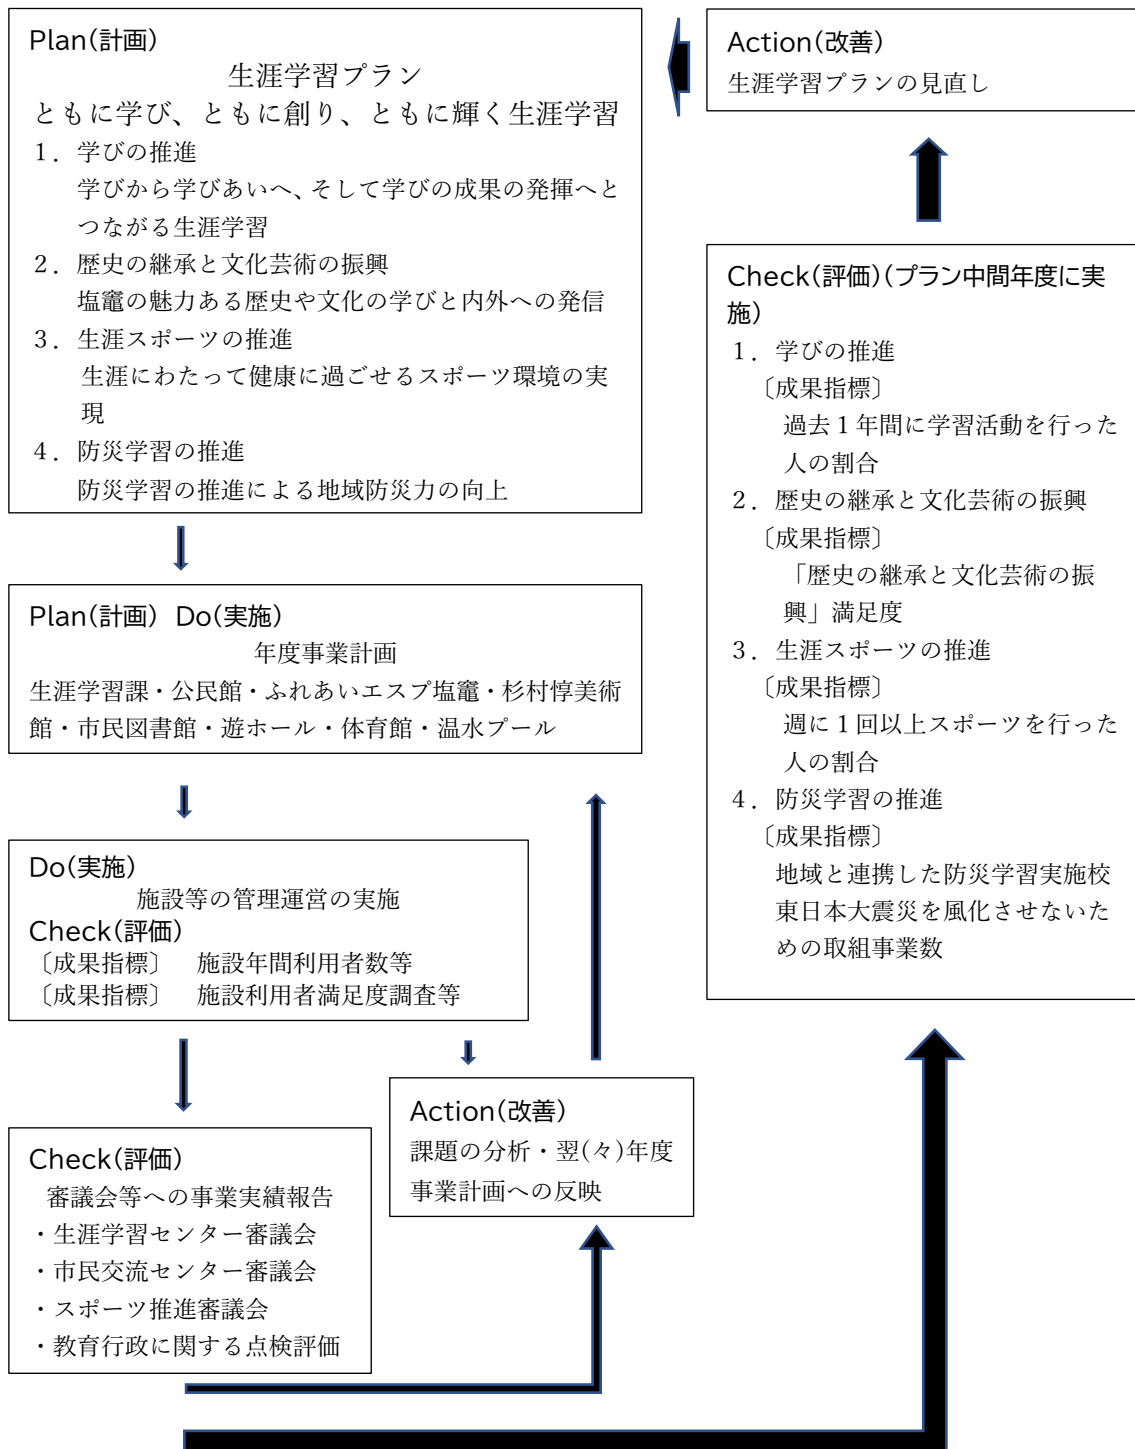 Plan(計画)
生涯学習プラン
ともに学び、ともに創り、ともに輝く生涯学習
１．学びの推進
学びから学びあいへ、そして学びの成果の発揮へと
つながる生涯学習
２．歴史の継承と文化芸術の振興
塩竈の魅力ある歴史や文化の学びと内外への発信
３．生涯スポーツの推進
生涯にわたって健康に過ごせるスポーツ環境の実
現
４．防災学習の推進
防災学習の推進による地域防災力の向上
Plan(計画) Do(実施)
年度事業計画
生涯学習課・公民館・ふれあいエスプ塩竈・杉村惇美術
館・市民図書館・遊ホール・体育館・温水プール
Do(実施)
施設等の管理運営の実施
Check(評価)
〔成果指標〕　施設年間利用者数等
〔成果指標〕　施設利用者満足度調査等
Check(評価)
審議会等への事業実績報告
・生涯学習センター審議会
・市民交流センター審議会
・スポーツ推進審議会
・教育行政に関する点検評価
Action(改善)
課題の分析・翌(々)年度
事業計画への反映
Action(改善)
生涯学習プランの見直し
Check(評価)(プラン中間年度に実
施)
１．学びの推進
〔成果指標〕
過去１年間に学習活動を行った
人の割合
２．歴史の継承と文化芸術の振興
〔成果指標〕
「歴史の継承と文化芸術の振
興」満足度
３．生涯スポーツの推進
〔成果指標〕
週に１回以上スポーツを行った
人の割合
４．防災学習の推進
〔成果指標〕
地域と連携した防災学習実施校
東日本大震災を風化させないた
めの取組事業数